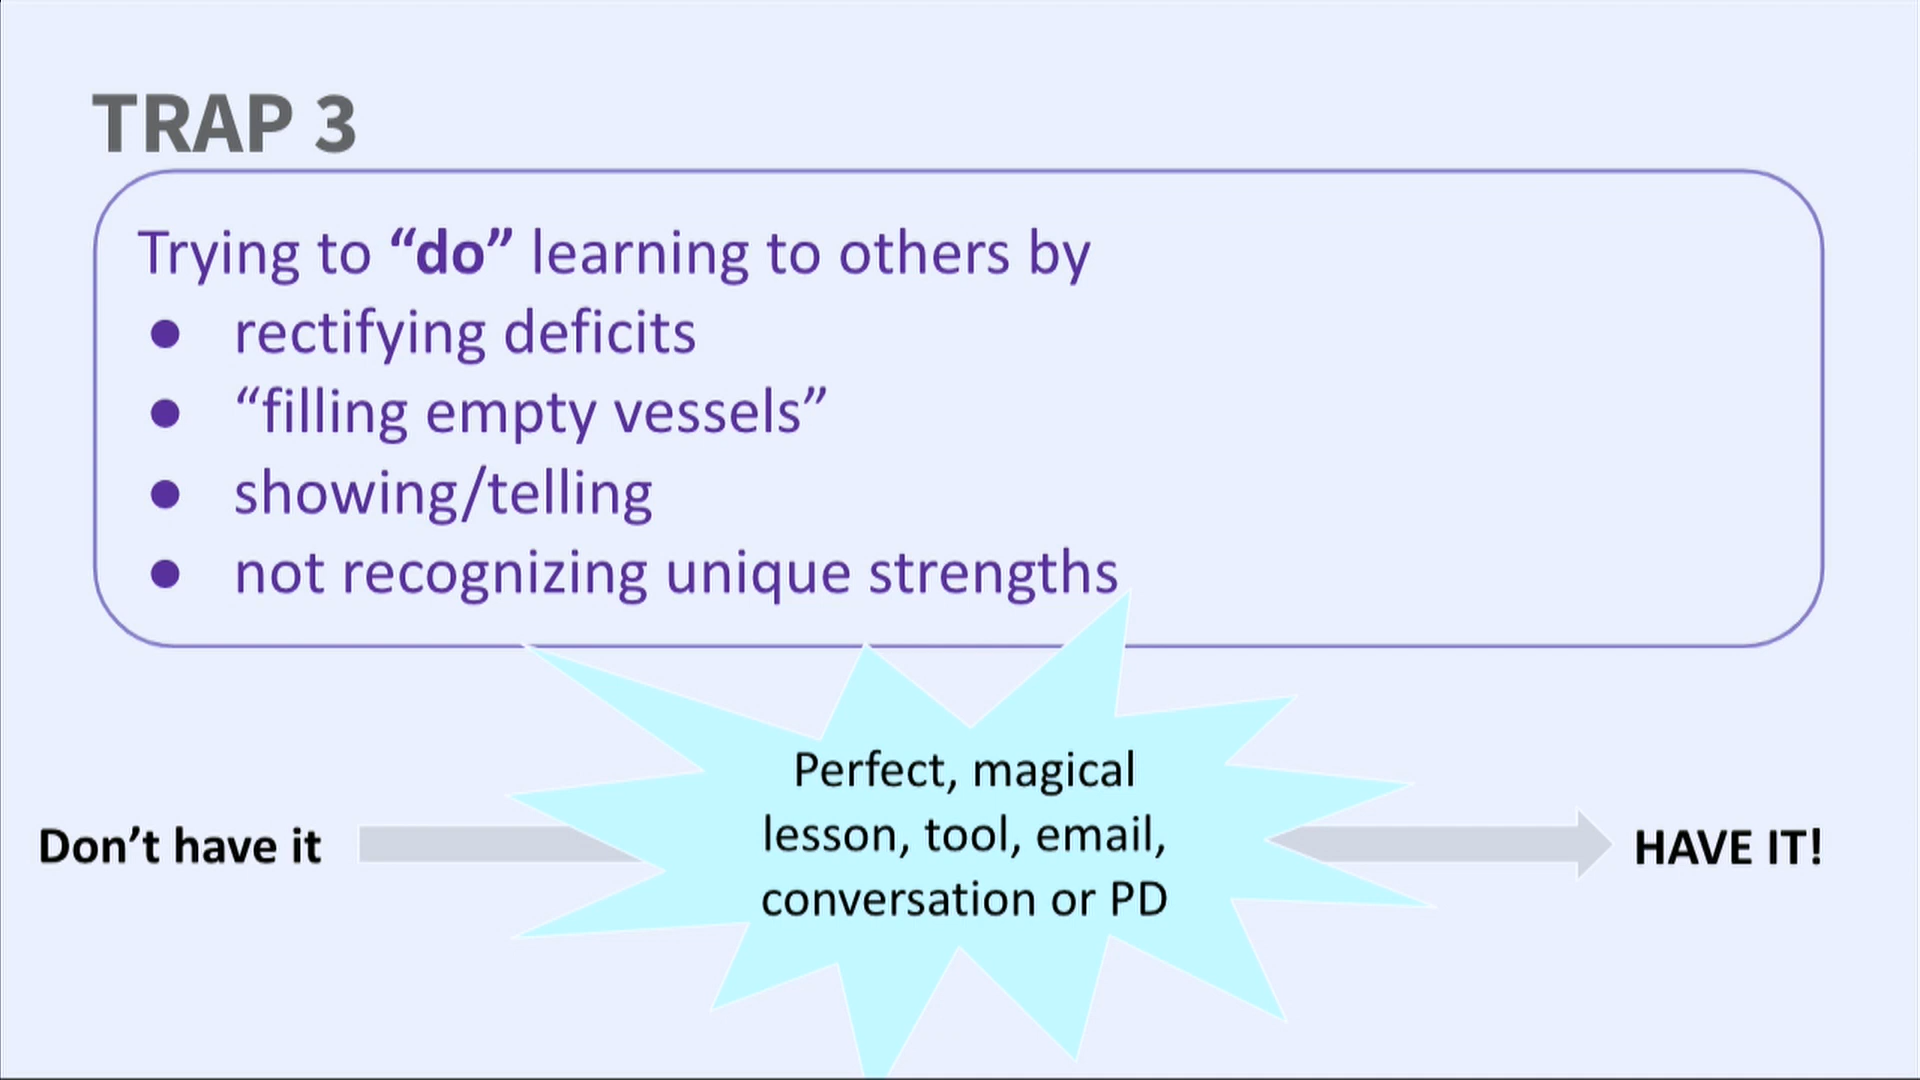 TRAP 3
Trying to “do” learning to others by
● rectifying deficits
● “filling empty vessels”
● showing/telling
● not recognizing unique strengths
Perfect, magical
lesson, tool, email,
conversation or PD
Don’t have it
HAVE IT!